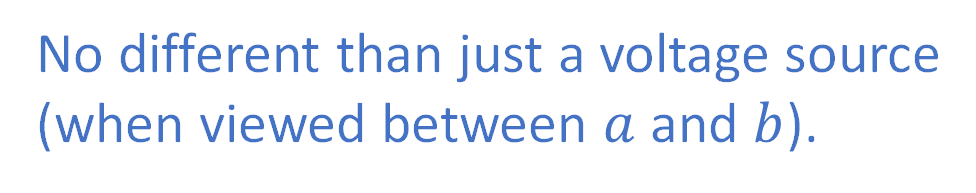 No different than just a voltage source
(when viewed between a and b).